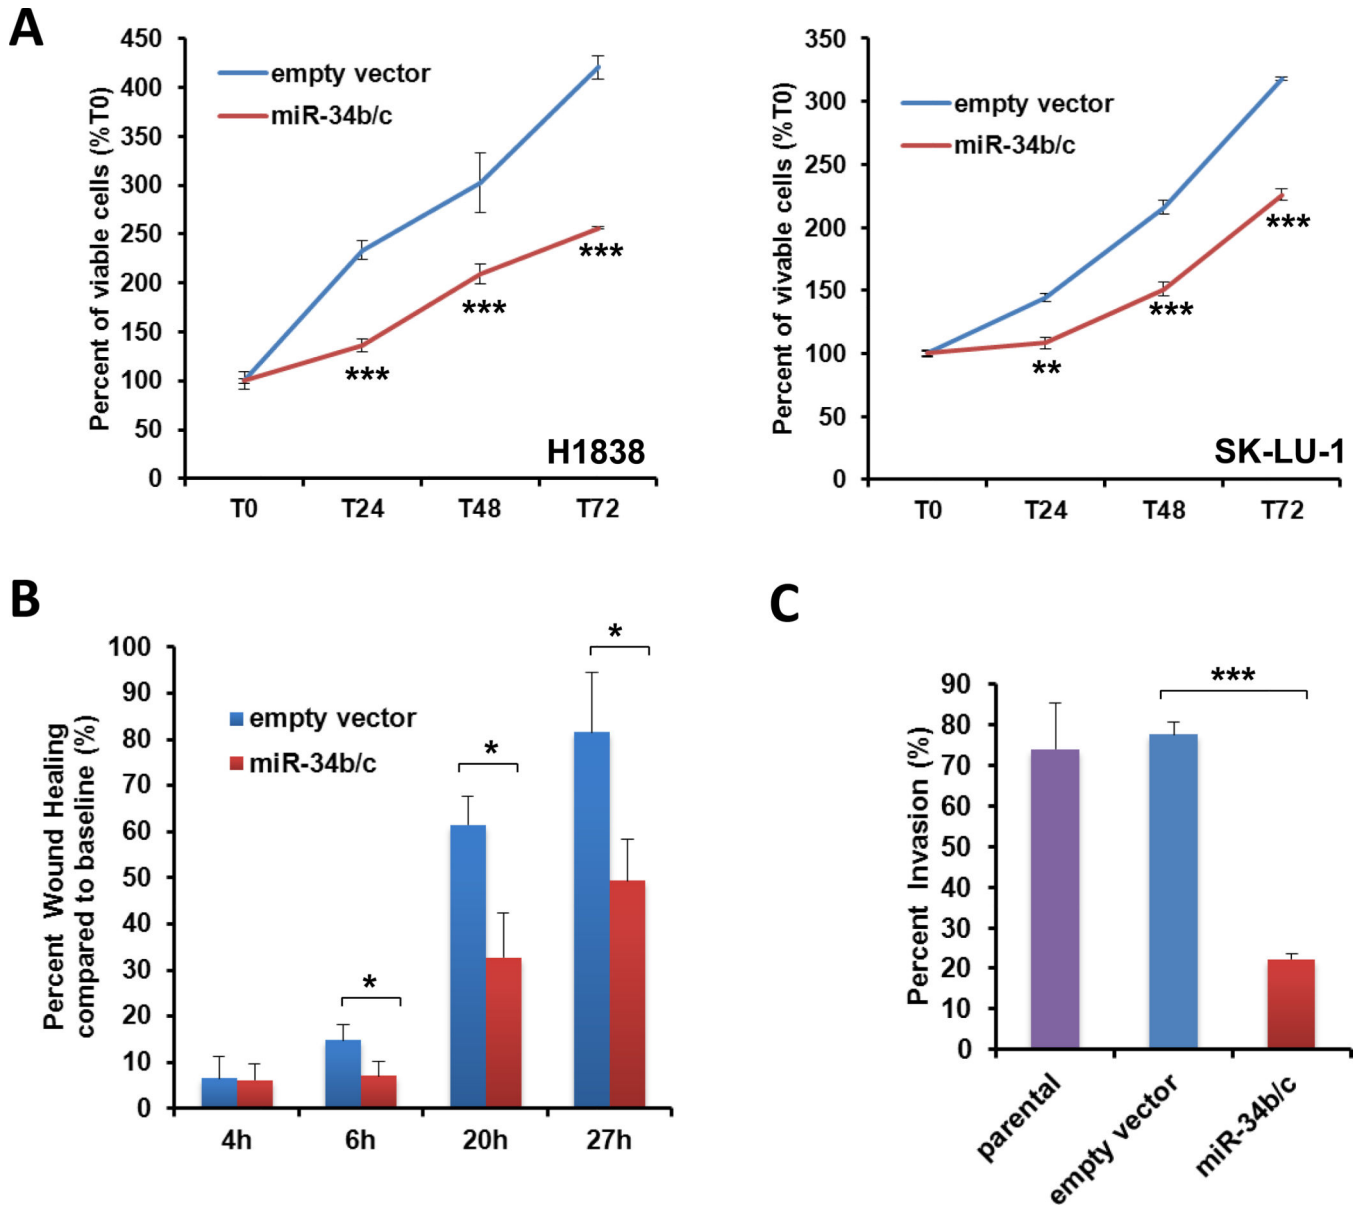 A
Percent of viable cells (%T0)
450
400
350
300
250
200
150
100
50
0
empty vector
miR-34b/c
***
***
***
H1838
T0 T24 T48 T72
Percent of vivable cells (%T0)
350
300
250
200
150
100
50
0
empty vector
miR-34b/c
**
***
***
SK-LU-1
T0 T24 T48 T72
B
Percent Wound Healing
compared to baseline (%)
100
90
80
70
60
50
40
30
20
10
0
empty vector
miR-34b/c
*
*
*
4h 6h 20h 27h
C
Percent Invasion (%)
90
80
70
60
50
40
30
20
10
0
***
parental
empty vector
miR-34b/c